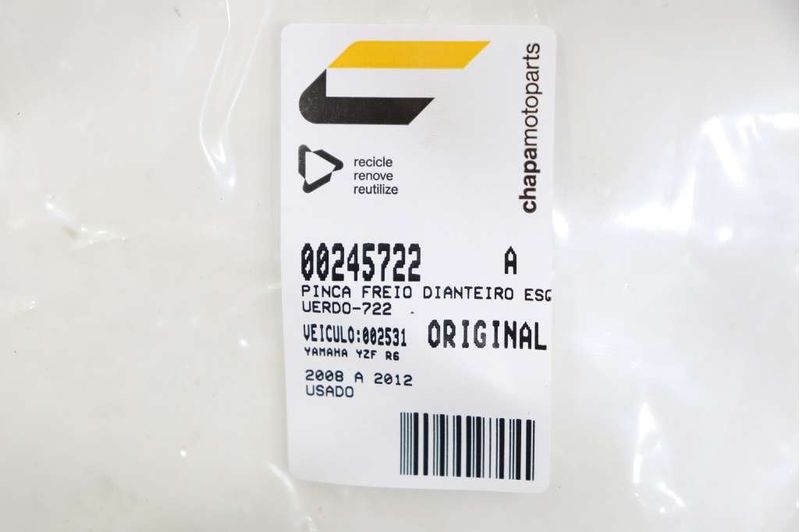 chapamotoparts
recicle
renove
reutilize
00245722 A
PINCA FREIO DIANTEIRO ESQ
UERDO-722
VEICULO:002531 ORIGINAL
YAMAHA YZF R6
2008 A 2012
USADO